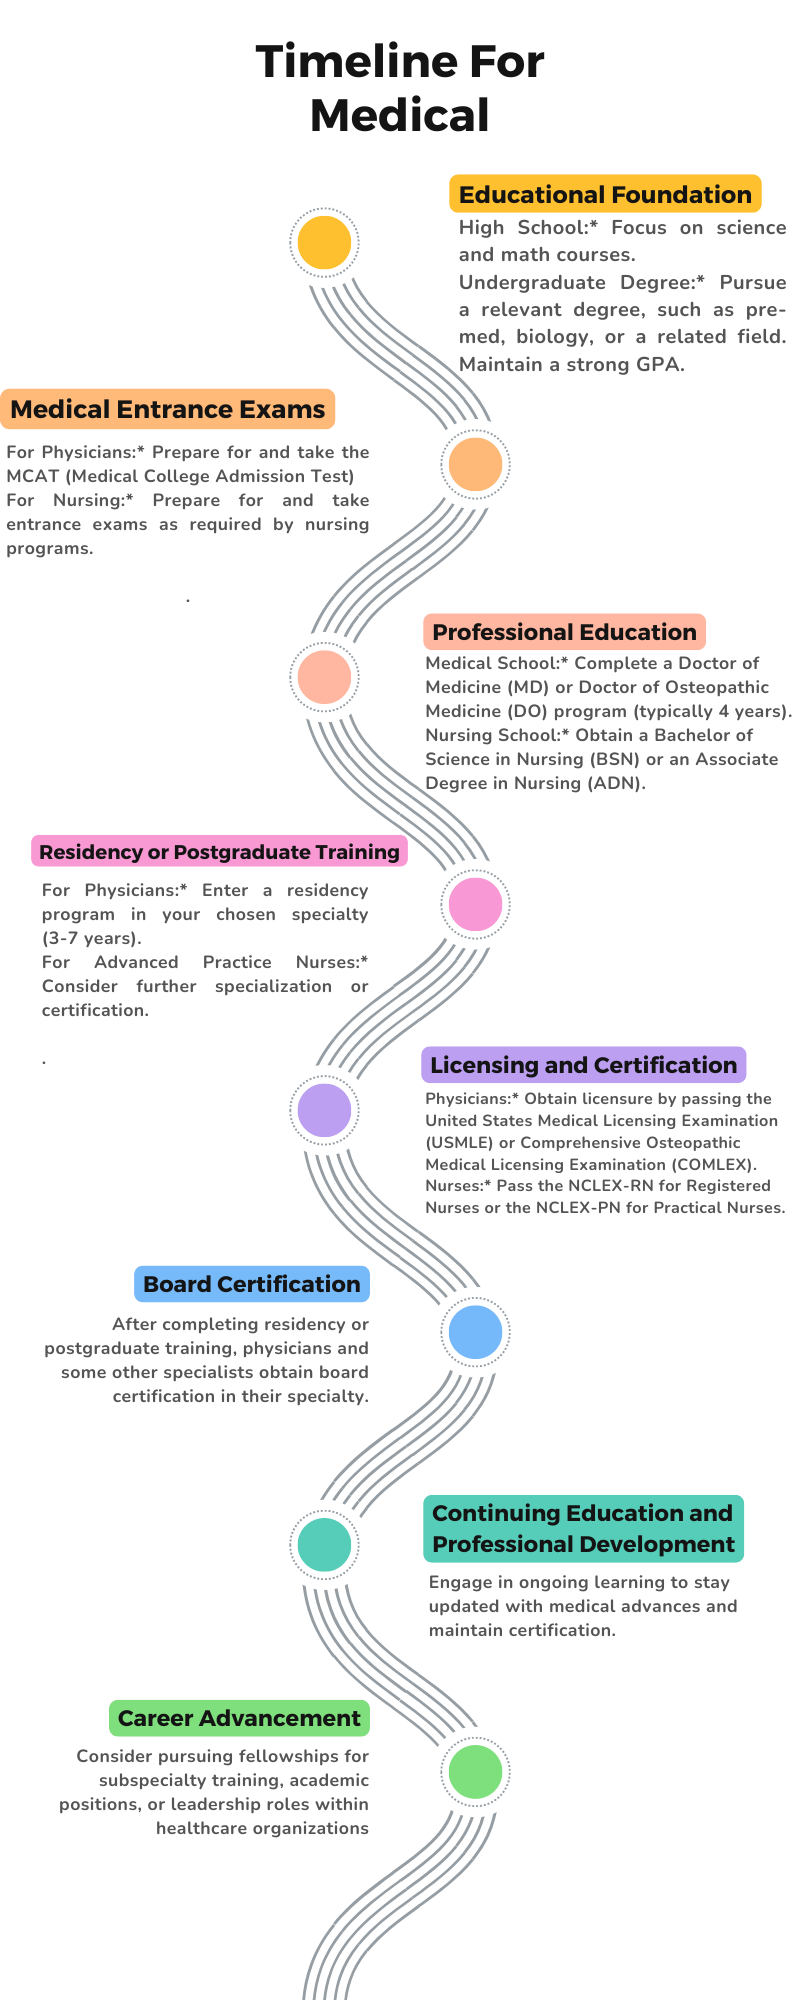 Timeline For
Medical
Educational Foundation
High School:* Focus on science
and math courses.
Undergraduate Degree:* Pursue
a relevant degree, such as pre-
med, biology, or a related field.
Maintain a strong GPA.
Medical Entrance Exams
For Physicians:* Prepare for and take the
MCAT (Medical College Admission Test)
For Nursing:* Prepare for and take
entrance exams as required by nursing
programs.
.
Professional Education
Medical School:* Complete a Doctor of
Medicine (MD) or Doctor of Osteopathic
Medicine (DO) program (typically 4 years).
Nursing School:* Obtain a Bachelor of
Science in Nursing (BSN) or an Associate
Degree in Nursing (ADN).
Residency or Postgraduate Training
For Physicians:* Enter a residency
program in your chosen specialty
(3-7 years).
For Advanced Practice Nurses:*
Consider further specialization or
certification.
.
Licensing and Certification
Physicians:* Obtain licensure by passing the
United States Medical Licensing Examination
(USMLE) or Comprehensive Osteopathic
Medical Licensing Examination (COMLEX).
Nurses:* Pass the NCLEX-RN for Registered
Nurses or the NCLEX-PN for Practical Nurses.
Board Certification
After completing residency or
postgraduate training, physicians and
some other specialists obtain board
certification in their specialty.
Continuing Education and
Professional Development
Engage in ongoing learning to stay
updated with medical advances and
maintain certification.
Career Advancement
Consider pursuing fellowships for
subspecialty training, academic
positions, or leadership roles within
healthcare organizations